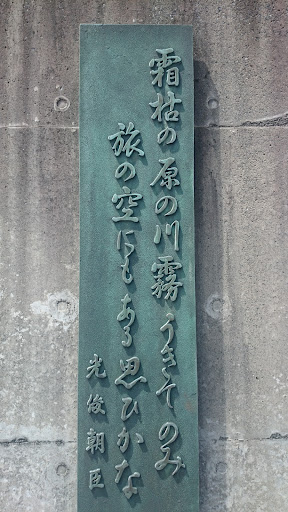 霜枯の原の川霧うきてのみ
旅の空にもある思ひかな
光俊朝臣